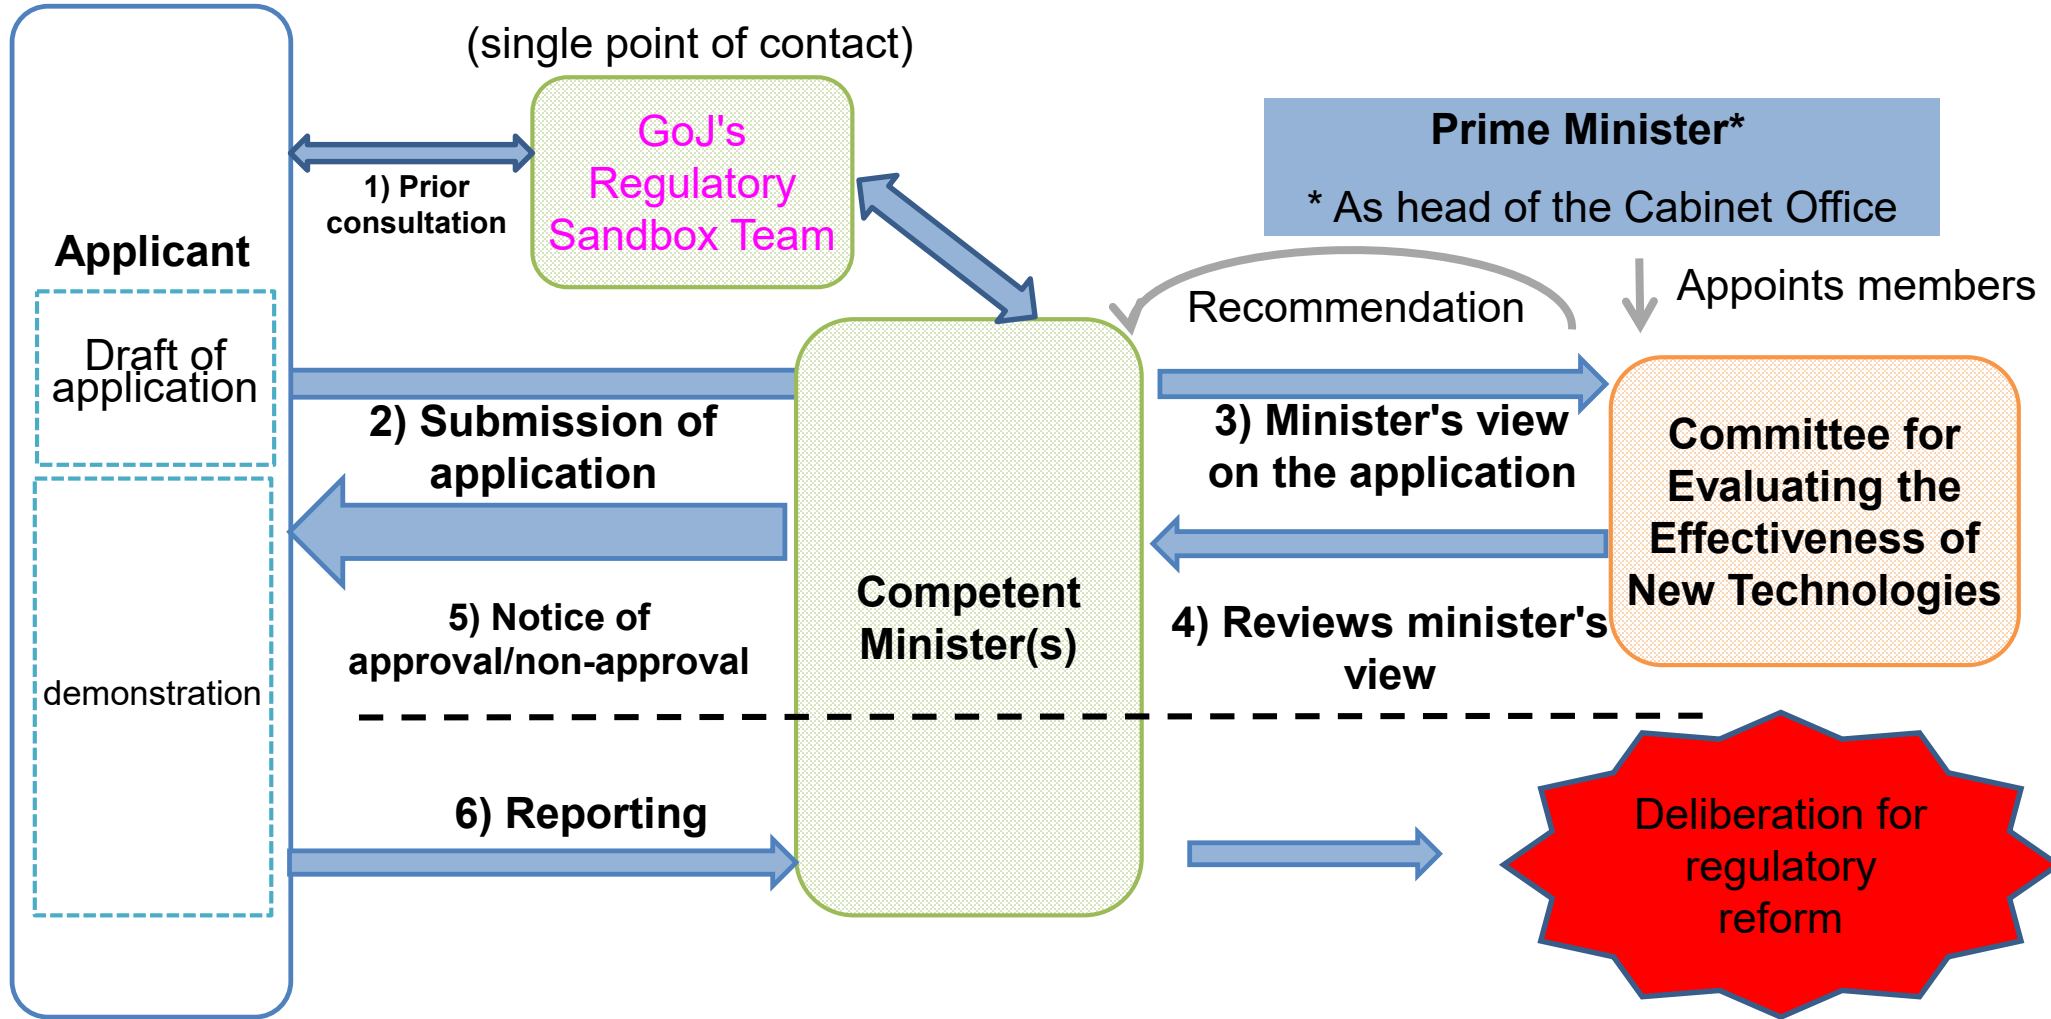 (single point of contact)
GoJ's
Regulatory
Sandbox Team
1) Prior
consultation
Prime Minister*
* As head of the Cabinet Office
Appoints members
Recommendation
Applicant
Draft of
application
2) Submission of
application
3) Minister's view
on the application
Committee for
Evaluating the
Effectiveness of
New Technologies
Competent
Minister(s)
4) Reviews minister's
view
5) Notice of
approval/non-approval
demonstration
6) Reporting
Deliberation for
regulatory
reform